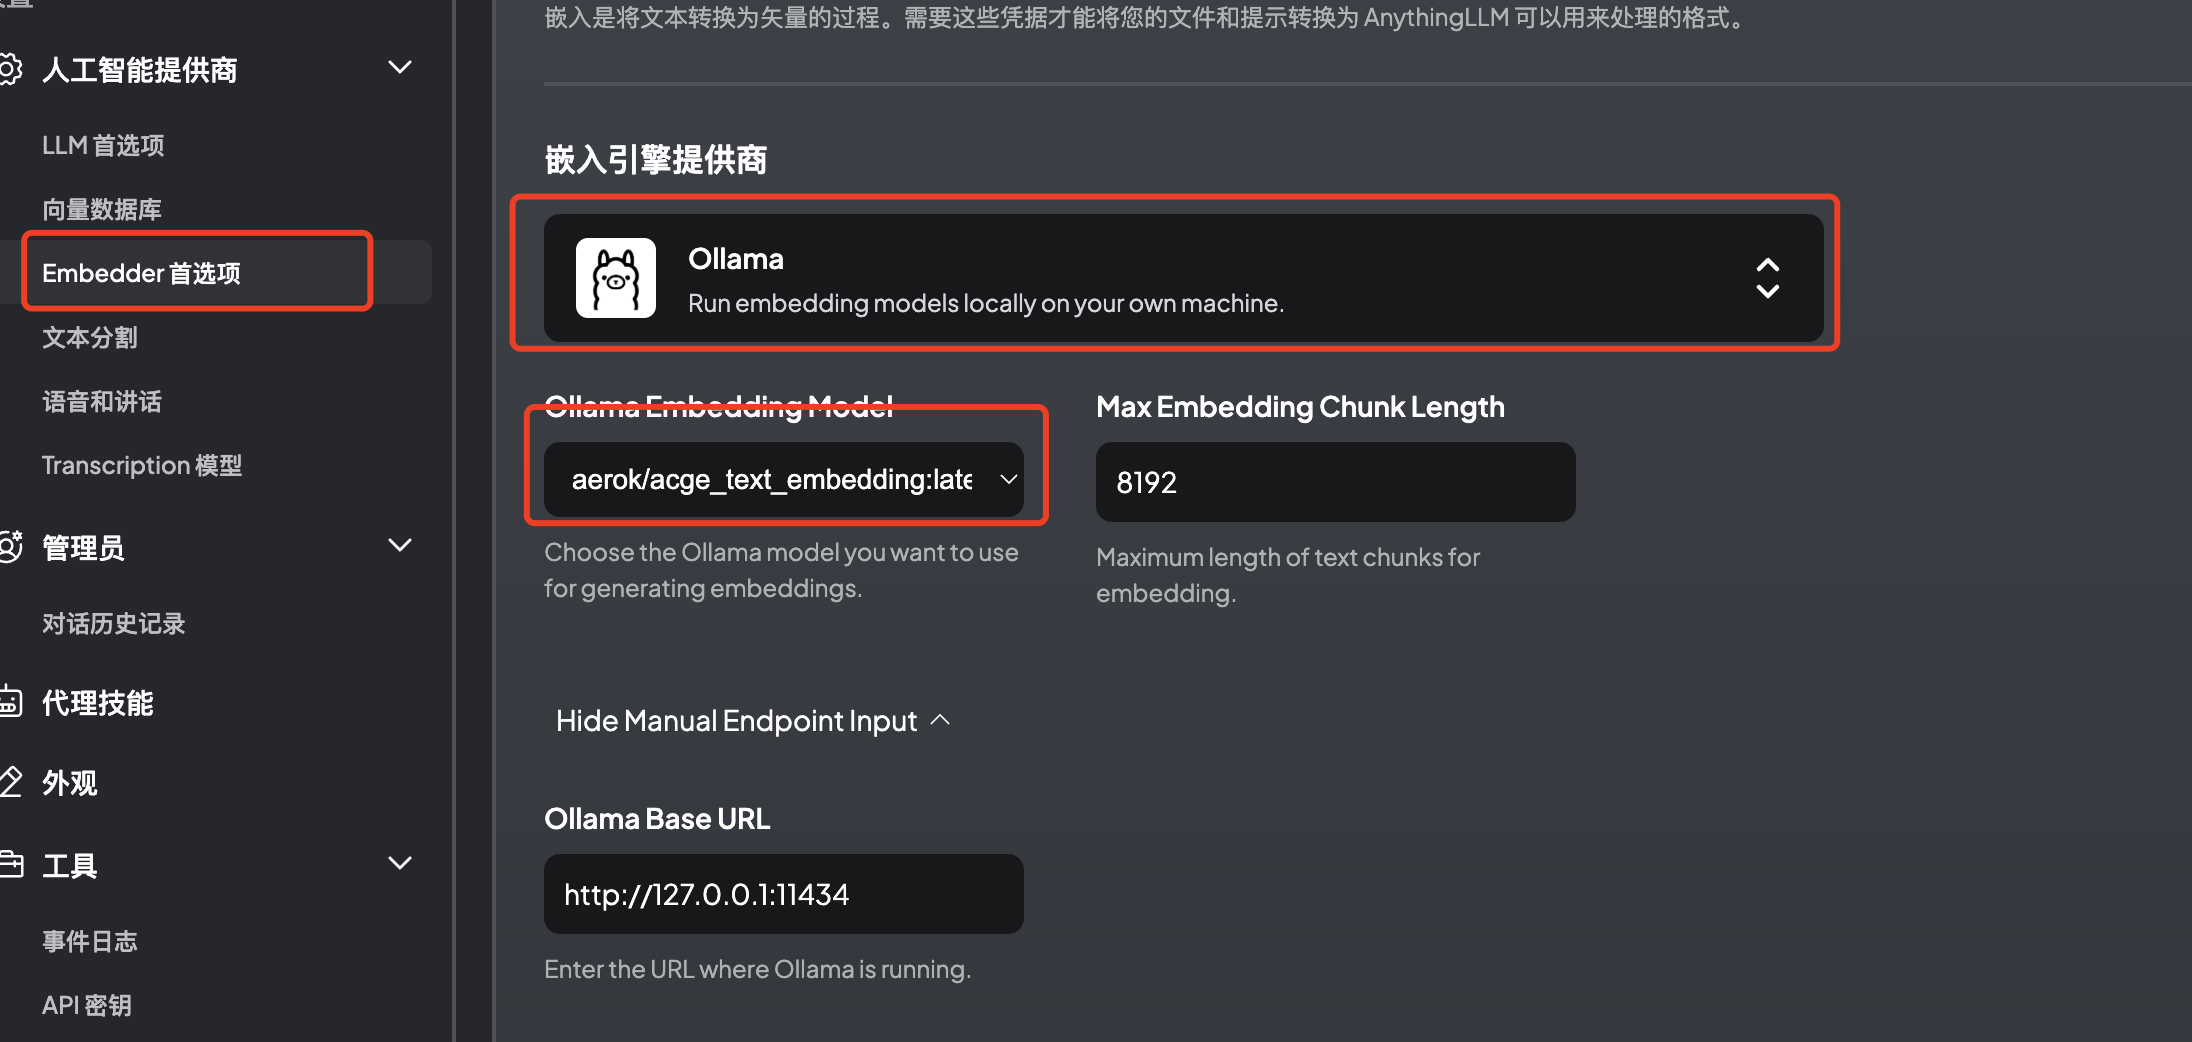 人工智能提供商
LLM 首选项
向量数据库
Embedder 首选项
文本分割
语音和讲话
Transcription 模型
管理员
对话历史记录
代理技能
外观
工具
事件日志
API 密钥
嵌入是将文本转换为矢量的过程。需要这些凭据才能将您的文件和提示转换为 AnythingLLM 可以用来处理的格式。
嵌入引擎提供商
Ollama
Run embedding models locally on your own machine.
Ollama Embedding Model
aerok/acge_text_embedding:late
Choose the Ollama model you want to use
for generating embeddings.
Max Embedding Chunk Length
8192
Maximum length of text chunks for
embedding.
Hide Manual Endpoint Input
Ollama Base URL
http://127.0.0.1:11434
Enter the URL where Ollama is running.